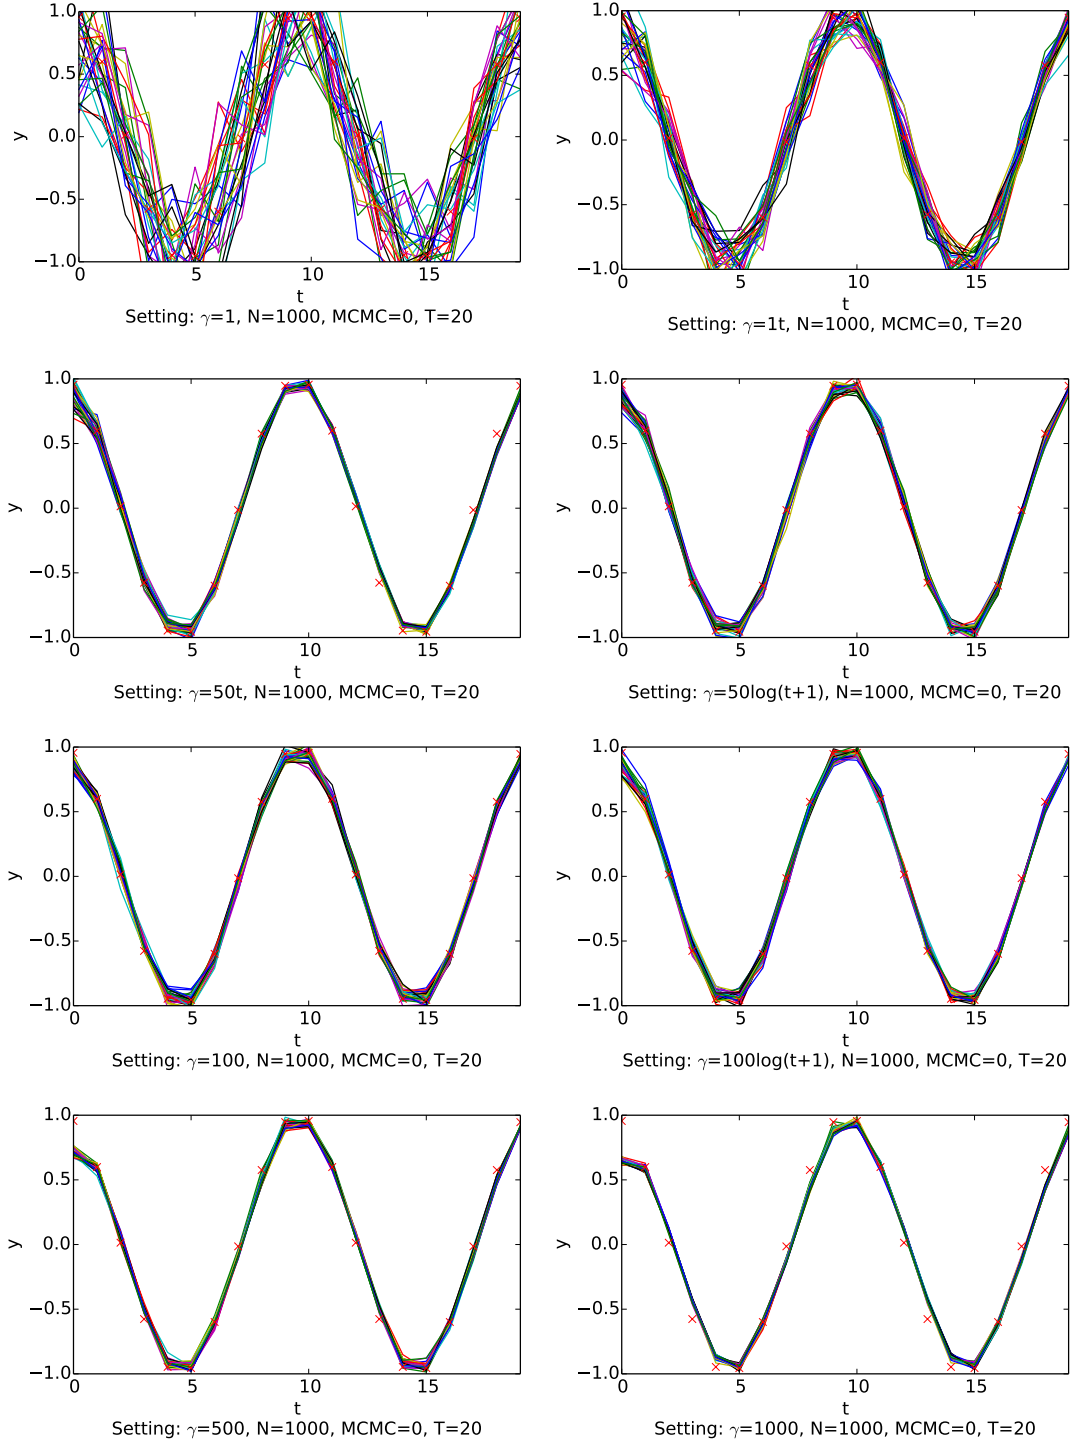 1.0
0.5
0.0
−0.5
−1.0
y
0 5 10 15
t
Setting: γ=1, N=1000, MCMC=0, T=20
1.0
0.5
0.0
−0.5
−1.0
y
0 5 10 15
t
Setting: γ=1t, N=1000, MCMC=0, T=20
1.0
0.5
0.0
−0.5
−1.0
y
0 5 10 15
t
Setting: γ=50t, N=1000, MCMC=0, T=20
1.0
0.5
0.0
−0.5
−1.0
y
0 5 10 15
t
Setting: γ=50log(t+1), N=1000, MCMC=0, T=20
1.0
0.5
0.0
−0.5
−1.0
y
0 5 10 15
t
Setting: γ=100, N=1000, MCMC=0, T=20
1.0
0.5
0.0
−0.5
−1.0
y
0 5 10 15
t
Setting: γ=100log(t+1), N=1000, MCMC=0, T=20
1.0
0.5
0.0
−0.5
−1.0
y
0 5 10 15
t
Setting: γ=500, N=1000, MCMC=0, T=20
1.0
0.5
0.0
−0.5
−1.0
y
0 5 10 15
t
Setting: γ=1000, N=1000, MCMC=0, T=20